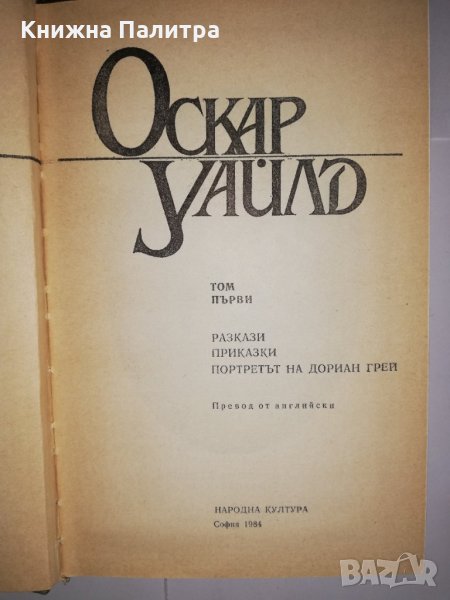 Книжна Палитра
ОСКАР
УАЙЛД
ТОМ
ПЪРВИ
РАЗКАЗИ
ПРИКАЗКИ
ПОРТРЕТЪТ НА ДОРИАН ГРЕЙ
Превод от английски
НАРОДНА КУЛТУРА
София 1984
BAZAR